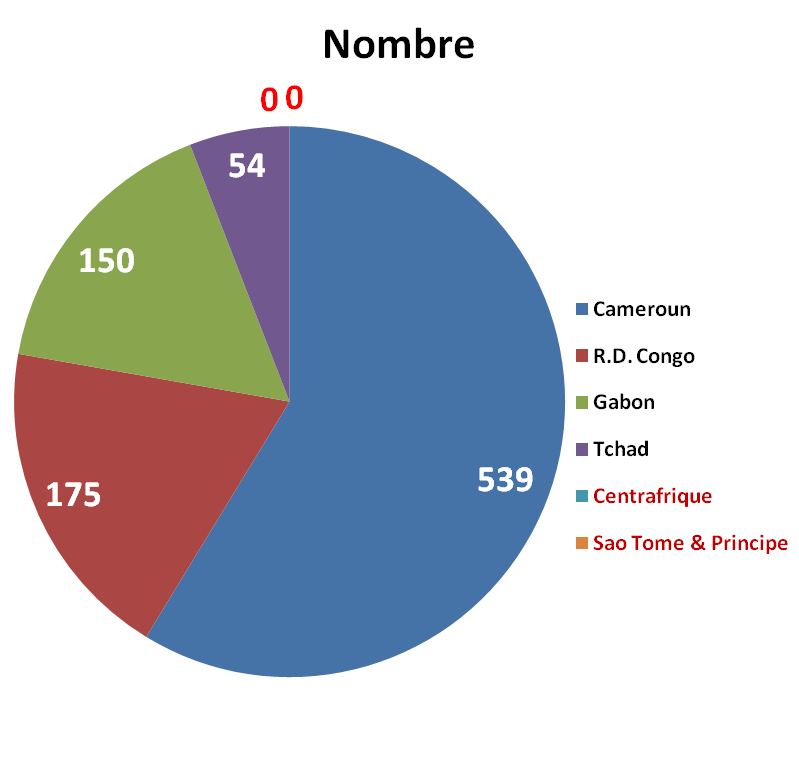 Nombre
0 0
54
150
175
539
Cameroun
R.D. Congo
Gabon
Tchad
Centrafrique
Sao Tome & Principe